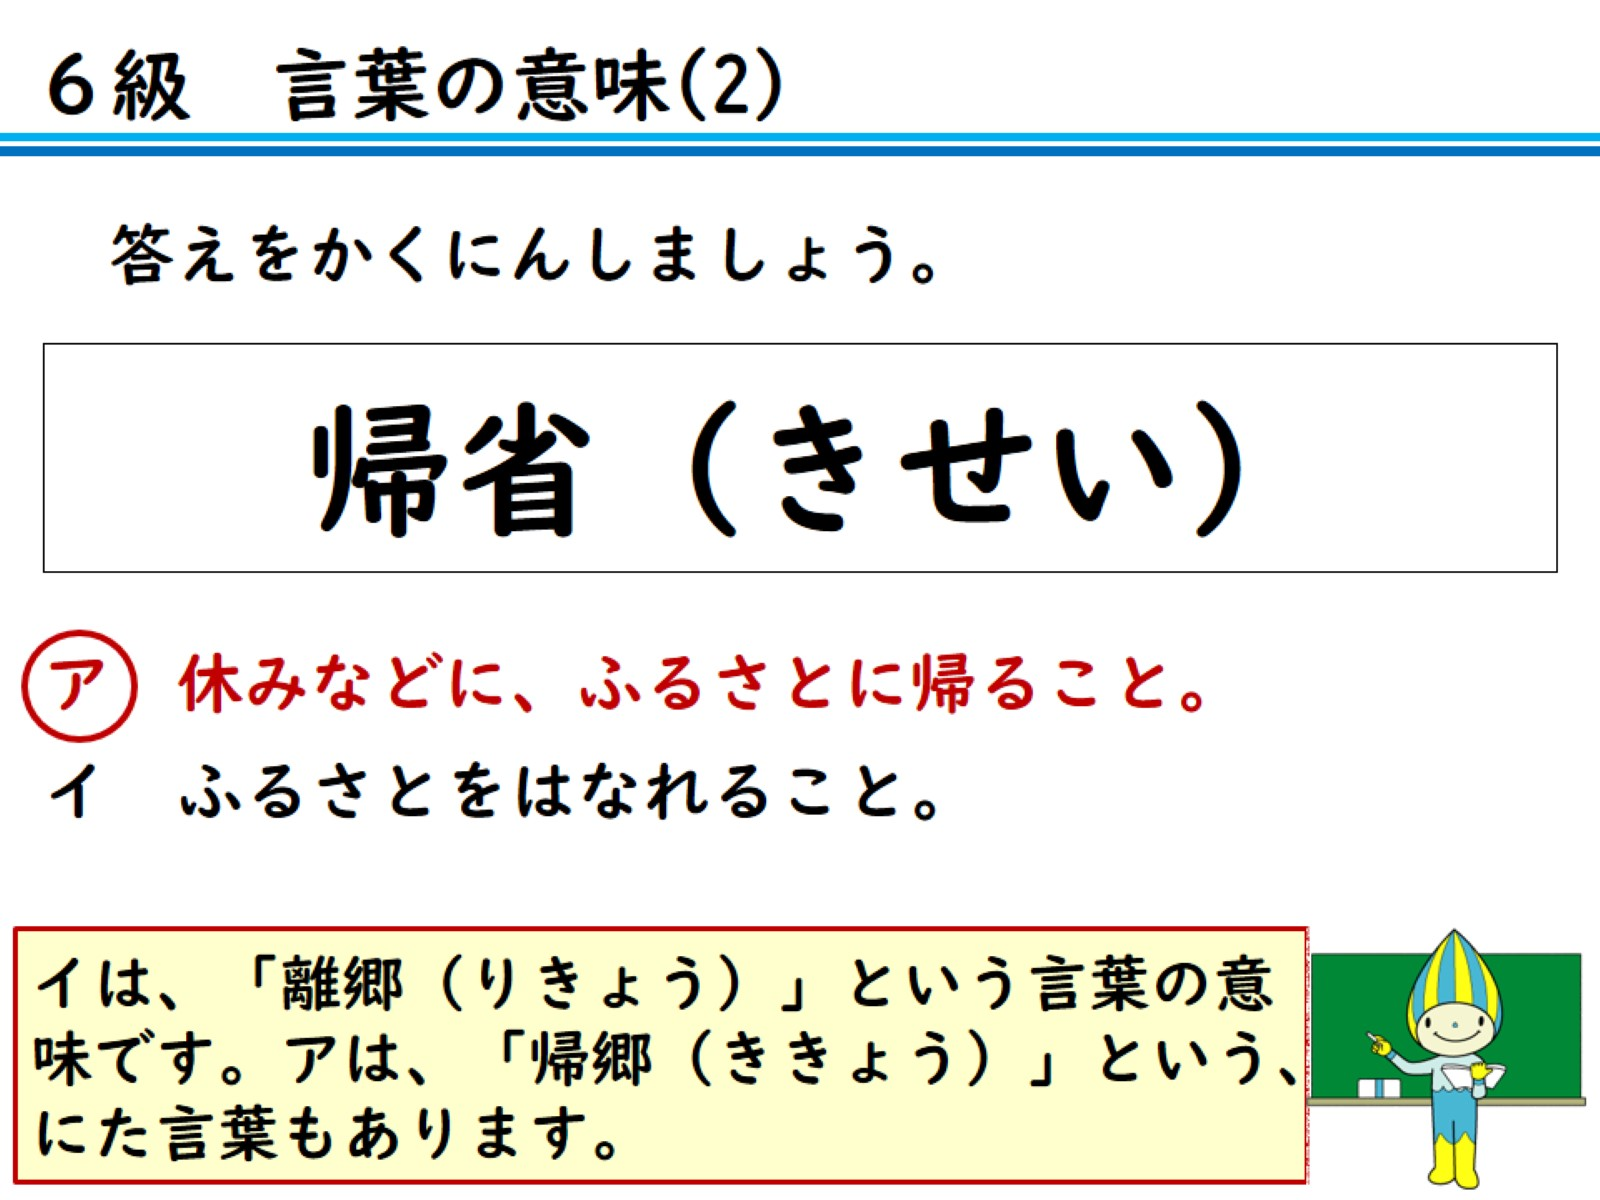 ６級　言葉の意味(2)
答えをかくにんしましょう。
帰省（きせい）
ア　休みなどに、ふるさとに帰ること。
イ　ふるさとをはなれること。
イは、「離郷（りきょう）」という言葉の意
味です。アは、「帰郷（ききょう）」という、
にた言葉もあります。